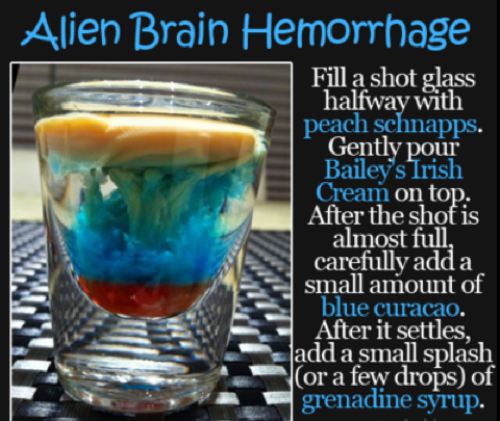 Alien Brain Hemorrhage
Fill a shot glass
halfway with
peach schnapps.
Gently pour
Bailey's Irish
Cream on top.
After the shot is
almost full,
carefully add a
small amount of
blue curacao.
After it settles,
add a small splash
(or a few drops) of
grenadine syrup.